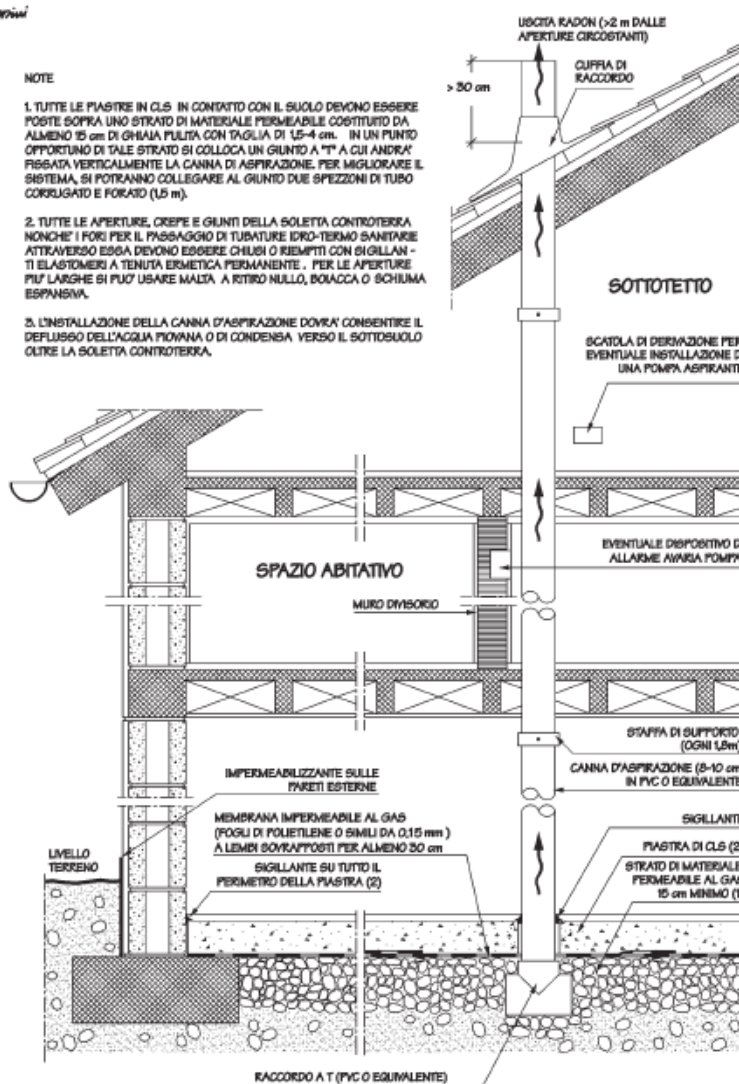 NOTE
1. TUTTE LE PIASTRE IN CLS IN CONTATTO CON IL SUOLO DEVONO ESSERE
POSTE SOPRA UNO STRATO DI MATERIALE PERMEABILE COSTITUITO DA
ALMENO 15 cm DI GHIAIA PULITA CON TAGLIA DI 1,5-4 cm. IN UN PUNTO
OPPORTUNO DI TALE STRATO SI COLLOCA UN GIUNTO A "T" A CUI ANDRA'
FISSATA VERTICALMENTE LA CANNA DI ASPIRAZIONE. PER MIGLIORARE IL
SISTEMA, SI POTRANNO COLLEGARE AL GIUNTO DUE SPEZZONI DI TUBO
CORRUGATO E FORATO (1,5 m).
2. TUTTE LE APERTURE, CREPE E GIUNTI DELLA SOLETTA CONTROTERRA
NONCHE' I FORI PER IL PASSAGGIO DI TUBATURE IDRO-TERMO SANITARIE
ATTRAVERSO ESSA DEVONO ESSERE CHIUSI O RIEMPITI CON SIGILLAN -
TI ELASTOMERI A TENUTA ERMETICA PERMANENTE . PER LE APERTURE
PIU' LARGHE SI PUO' USARE MALTA A RITIRO NULLO, BOIACCA O SCHIUMA
ESPANSIVA.
3. L'INSTALLAZIONE DELLA CANNA D'ASPIRAZIONE DOVRA' CONSENTIRE IL
DEFLUSSO DELL'ACQUA PIOVANA O DI CONDENSA VERSO IL SOTTOSUOLO
OLTRE LA SOLETTA CONTROTERRA.
USCITA RADON (>2 m DALLE
APERTURE CIRCOSTANTI)
> 30 cm
CUFFIA DI
RACCORDO
SOTTOTETTO
SCATOLA DI DERIVAZIONE PER
EVENTUALE INSTALLAZIONE D
UNA POMPA ASPIRANTE
SPAZIO ABITATIVO
EVENTUALE DISPOSITIVO D
ALLARME AVARIA POMPA
MURO DIVISORIO
STAFFA DI SUPPORTO
(OGNI 1,8m)
CANNA D'ASPIRAZIONE (8-10 cm
IN PVC O EQUIVALENTE
IMPERMEABILIZZANTE SULLE
PARETI ESTERNE
MEMBRANA IMPERMEABILE AL GAS
(FOGLI DI POLIETILENE O SIMILI DA 0,15 mm )
A LEMBI SOVRAPPOSTI PER ALMENO 30 cm
SIGILLANTE SU TUTTO IL
PERIMETRO DELLA PIASTRA (2)
LIVELLO
TERRENO
SIGILLANTE
PIASTRA DI CLS (2
STRATO DI MATERIALE
PERMEABILE AL GAS
15 cm MINIMO (1
RACCORDO A T (PVC O EQUIVALENTE)